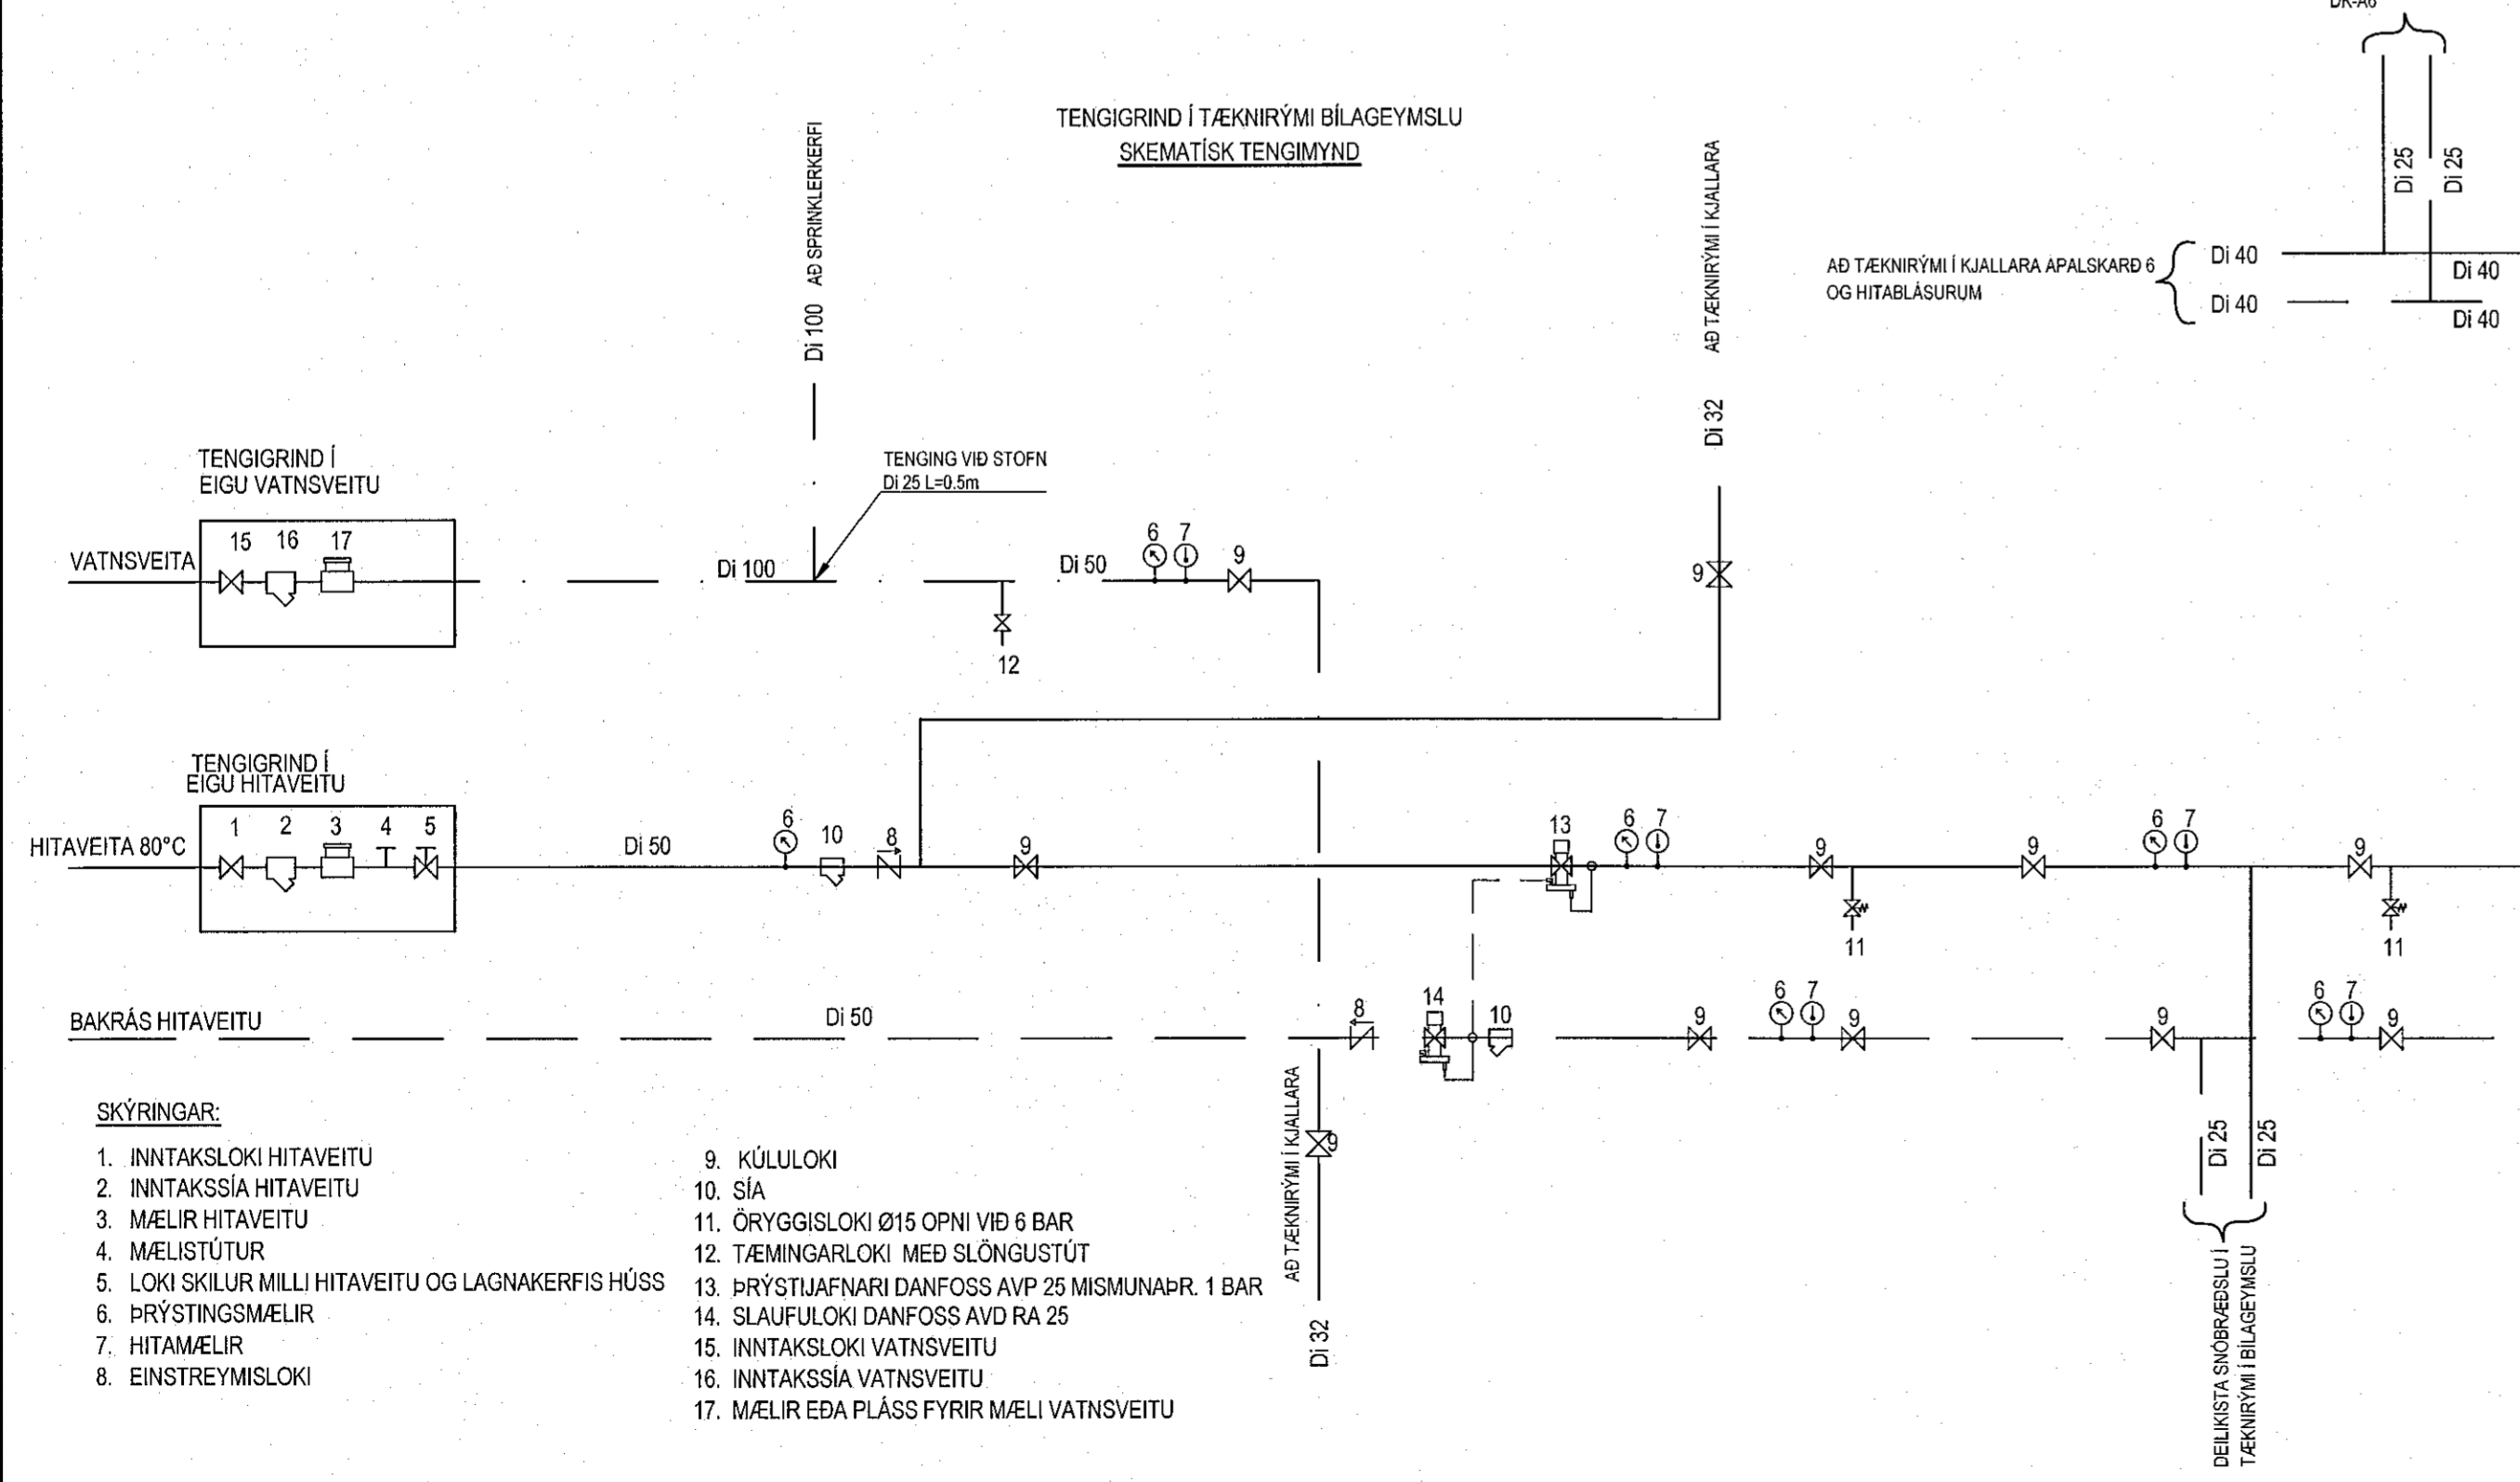 DR-A6
TENGIGRIND Í TÆKNIRÝMI BÍLAGEYMSLU
SKEMATÍSK TENGIMYND
Di 100 AÐ SPRINKLERKERFI
Di 32 AÐ TÆKNIRÝMI Í KJALLARA
Di 25
Di 25
AÐ TÆKNIRÝMI Í KJALLARA APALSKARÐ 6
OG HITABLÁSURUM
Di 40
Di 40
Di 40
Di 40
TENGIGRIND Í
EIGU VATNSVEITU
TENGING VIÐ STOFN
Di 25 L=0.5m
VATNSVEITA
15 16 17
Di 100
Di 50
6 7 9
9
12
TENGIGRIND Í
EIGU HITAVEITU
HITAVEITA 80°C
1 2 3 4 5
Di 50
6 10 8 9 13 6 7 9 9 6 7 9
11
11
BAKRÁS HITAVEITU
Di 50
8 14 10 9 6 7 9 9 6 7 9
AÐ TÆKNIRÝMI Í KJALLARA
9
Di 32
Di 25
Di 25
DEILIKISTA SNÓBRÆÐSLU Í
TÆKNIRÝMI Í BÍLAGEYMSLU
SKÝRINGAR:
1. INNTAKSLOKI HITAVEITU
2. INNTAKSSÍA HITAVEITU
3. MÆLIR HITAVEITU
4. MÆLISTÚTUR
5. LOKI SKILUR MILLI HITAVEITU OG LAGNAKERFIS HÚSS
6. ÞRÝSTINGSMÆLIR
7. HITAMÆLIR
8. EINSTREYMISLOKI
9. KÚLULOKI
10. SÍA
11. ÖRYGGISLOKI Ø15 OPNI VIÐ 6 BAR
12. TÆMINGARLOKI MEÐ SLÖNGUSTÚT
13. ÞRÝSTIJAFNARI DANFOSS AVP 25 MISMUNAÞR. 1 BAR
14. SLAUFULOKI DANFOSS AVD RA 25
15. INNTAKSLOKI VATNSVEITU
16. INNTAKSSÍA VATNSVEITU
17. MÆLIR EÐA PLÁSS FYRIR MÆLI VATNSVEITU